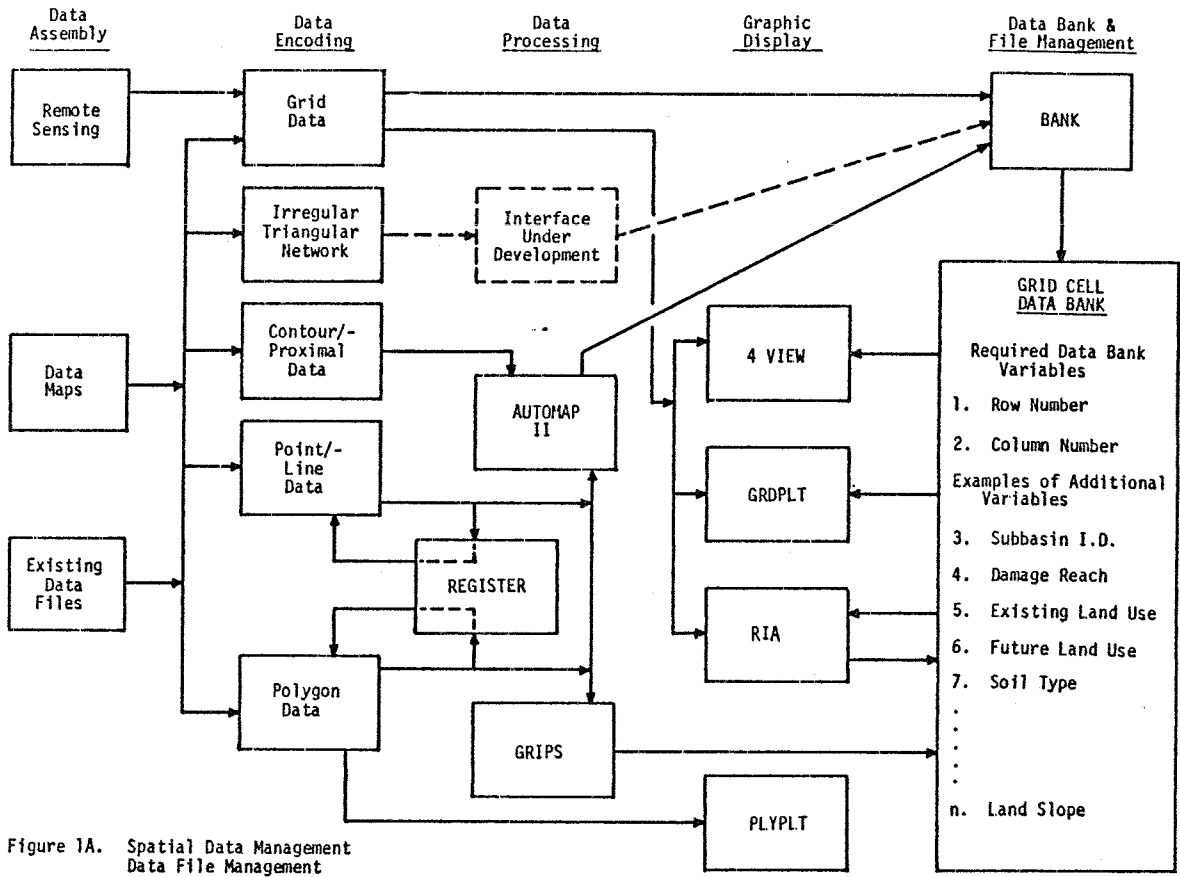 Data
Assembly
Data
Encoding
Data
Processing
Graphic
Display
Data Bank &
File Management
Remote
Sensing
Grid
Data
BANK
Irregular
Triangular
Network
Interface
Under
Development
Data
Maps
Contour/-
Proximal
Data
AUTOMAP
II
4 VIEW
Point/-
Line
Data
GRDPLT
Existing
Data
Files
REGISTER
RIA
Polygon
Data
GRIPS
PLYPLT
GRID CELL
DATA BANK
Required Data Bank
Variables
1. Row Number
2. Column Number
Examples of Additional
Variables
3. Subbasin I.D.
4. Damage Reach
5. Existing Land Use
6. Future Land Use
7. Soil Type
.
.
.
.
.
n. Land Slope
Figure 1A. Spatial Data Management
Data File Management